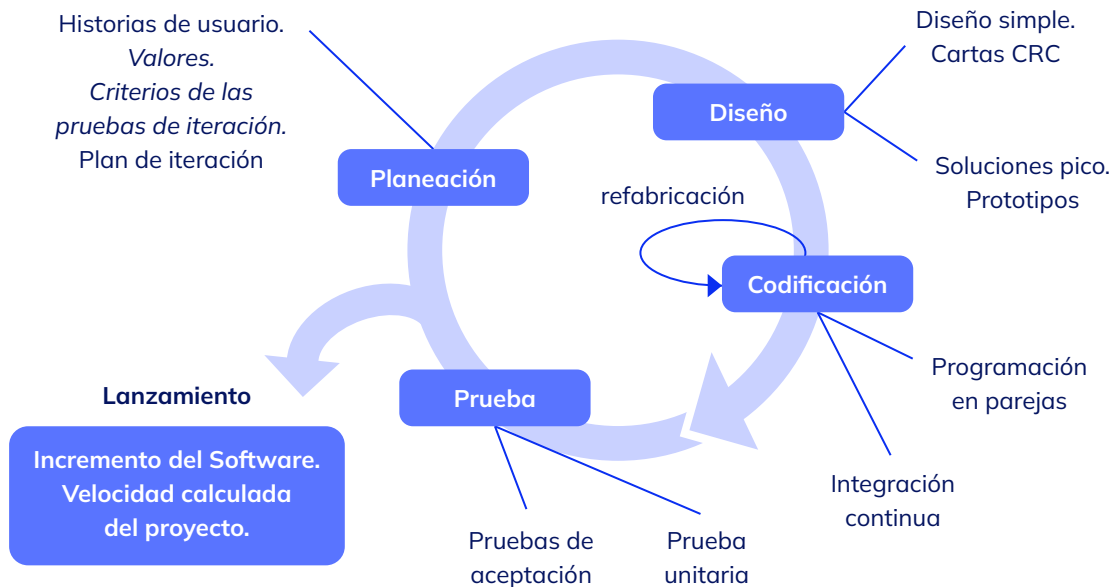 Historias de usuario.
Valores.
Criterios de las
pruebas de iteración.
Plan de iteración
Planeación
Diseño simple.
Cartas CRC
Diseño
Soluciones pico.
Prototipos
refabricación
Codificación
Programación
en parejas
Integración
continua
Prueba
Pruebas de
aceptación
Prueba
unitaria
Lanzamiento
Incremento del Software.
Velocidad calculada
del proyecto.